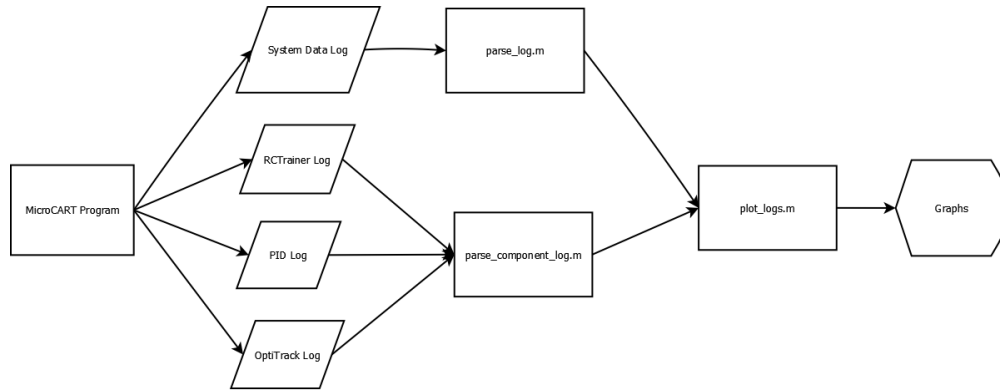 System Data Log
parse_log.m
RCTrainer Log
MicroCART Program
plot_logs.m
Graphs
PID Log
parse_component_log.m
OptiTrack Log